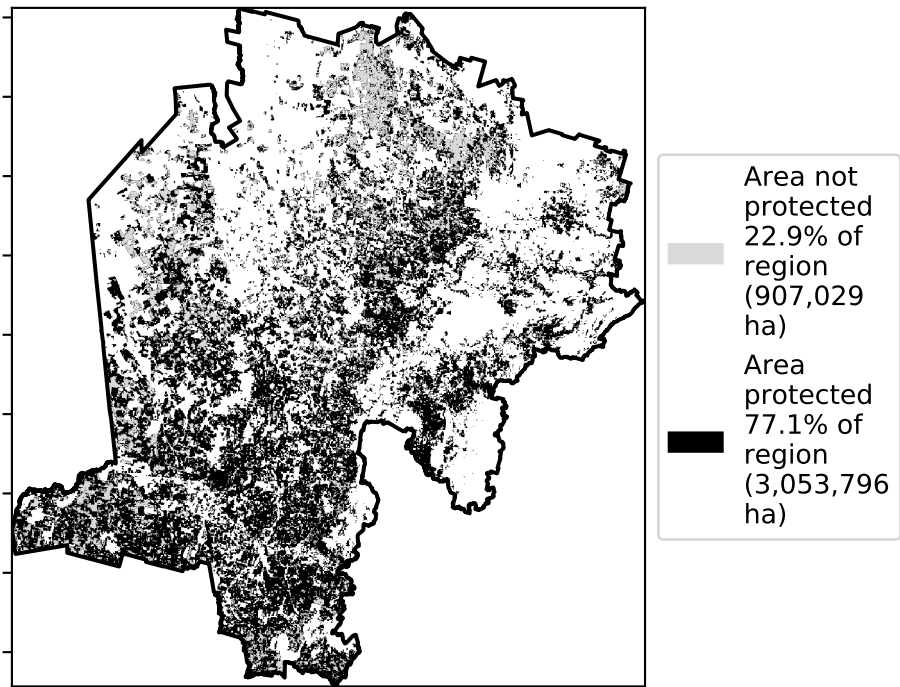 Area not
protected
22.9% of
region
(907,029
ha)
Area
protected
77.1% of
region
(3,053,796
ha)